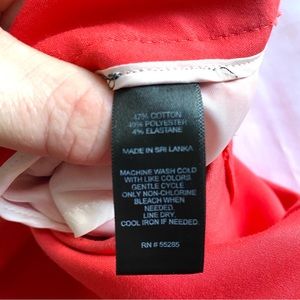 47% COTTON
49% POLYESTER
4% ELASTANE
MADE IN SRI LANKA
MACHINE WASH COLD
WITH LIKE COLORS.
GENTLE CYCLE
ONLY NON-CHLORINE
BLEACH WHEN
NEEDED.
LINE DRY.
COOL IRON IF NEEDED.
RN # 55285